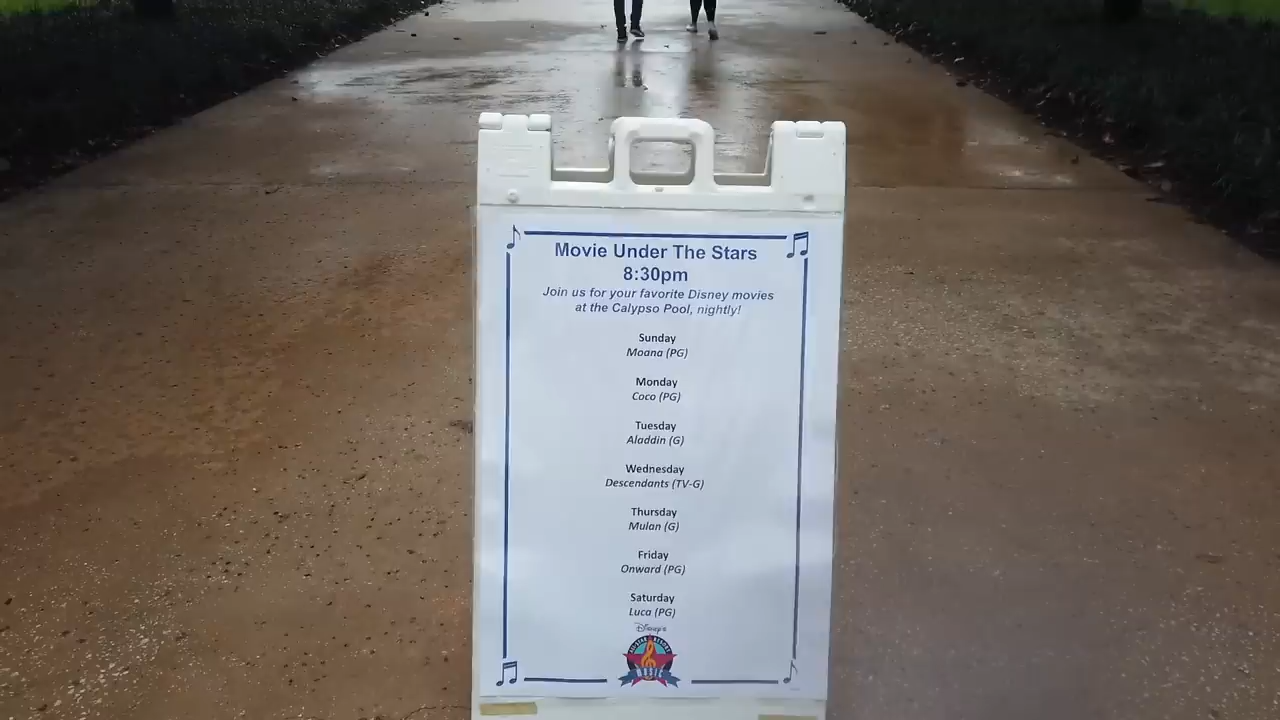 Movie Under The Stars
8:30pm
Join us for your favorite Disney movies
at the Calypso Pool, nightly!
Sunday
Moana (PG)
Monday
Coco (PG)
Tuesday
Aladdin (G)
Wednesday
Descendants (TV-G)
Thursday
Mulan (G)
Friday
Onward (PG)
Saturday
Luca (PG)
Disney's
MUSIC